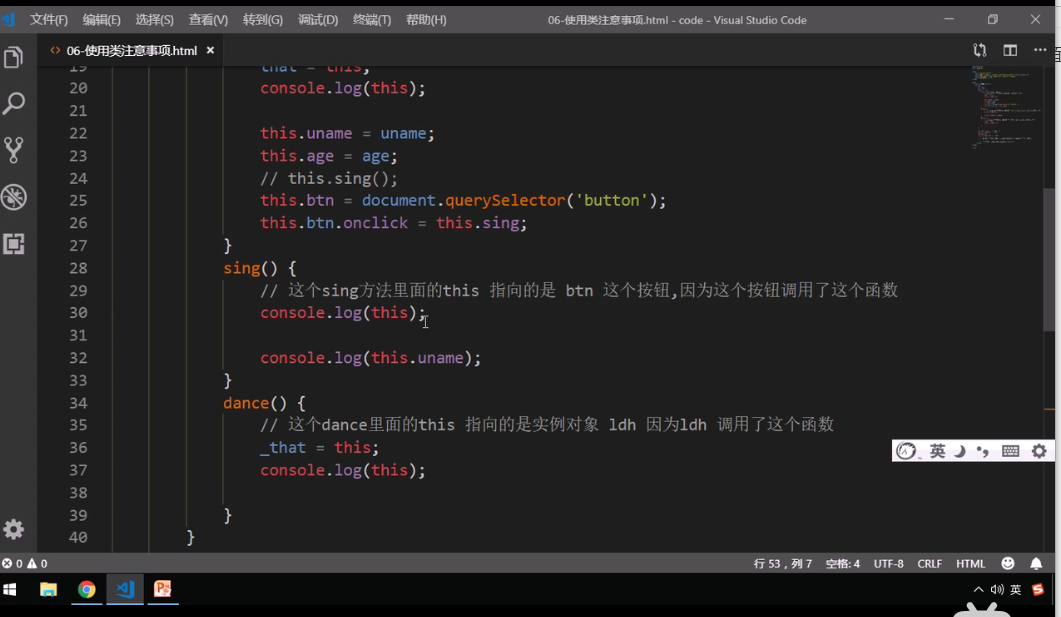 文件(F) 编辑(E) 选择(S) 查看(V) 转到(G) 调试(D) 终端(T) 帮助(H) 06-使用类注意事项.html - code - Visual Studio Code
<> 06-使用类注意事项.html ×
19 that = this;
20 console.log(this);
21
22 this.uname = uname;
23 this.age = age;
24 // this.sing();
25 this.btn = document.querySelector('button');
26 this.btn.onclick = this.sing;
27 }
28 sing() {
29 // 这个sing方法里面的this 指向的是 btn 这个按钮,因为这个按钮调用了这个函数
30 console.log(this);
31
32 console.log(this.uname);
33 }
34 dance() {
35 // 这个dance里面的this 指向的是实例对象 ldh 因为ldh 调用了这个函数
36 _that = this;
37 console.log(this);
38
39 }
40 }
英
0 0 行 53，列 7 空格: 4 UTF-8 CRLF HTML
英